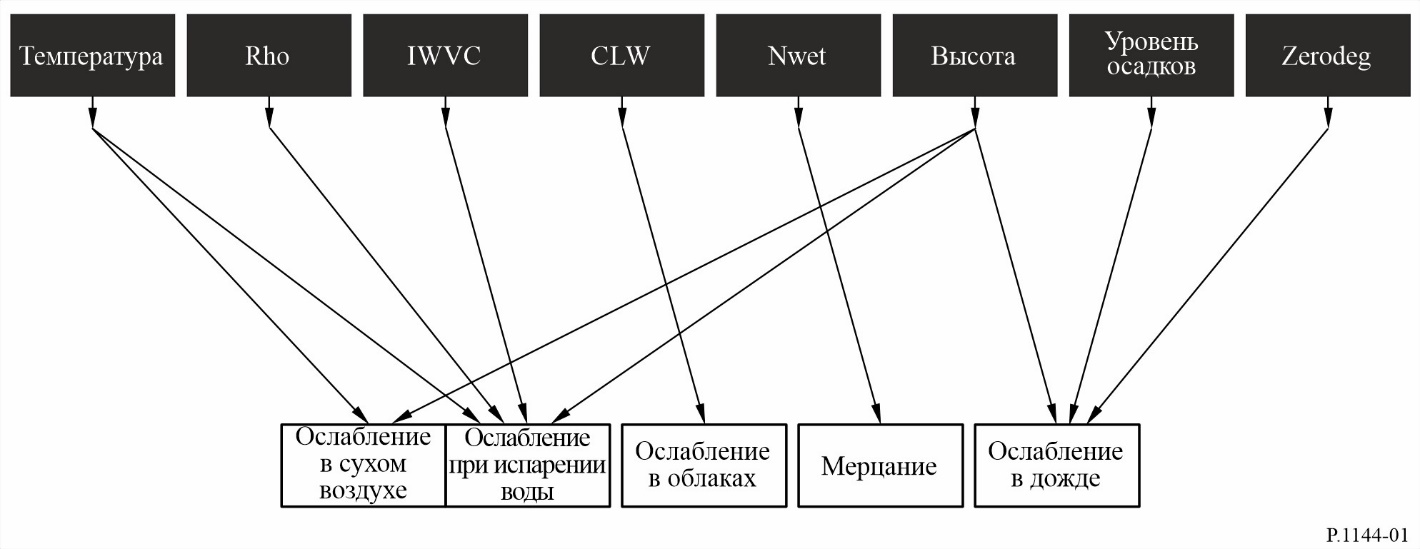 Температура
Rho
IWVC
CLW
Nwet
Высота
Уровень
осадков
Zerodeg
Ослабление
в сухом
воздухе
Ослабление
при испарении
воды
Ослабление
в облаках
Мерцание
Ослабление
в дожде
P.1144-01